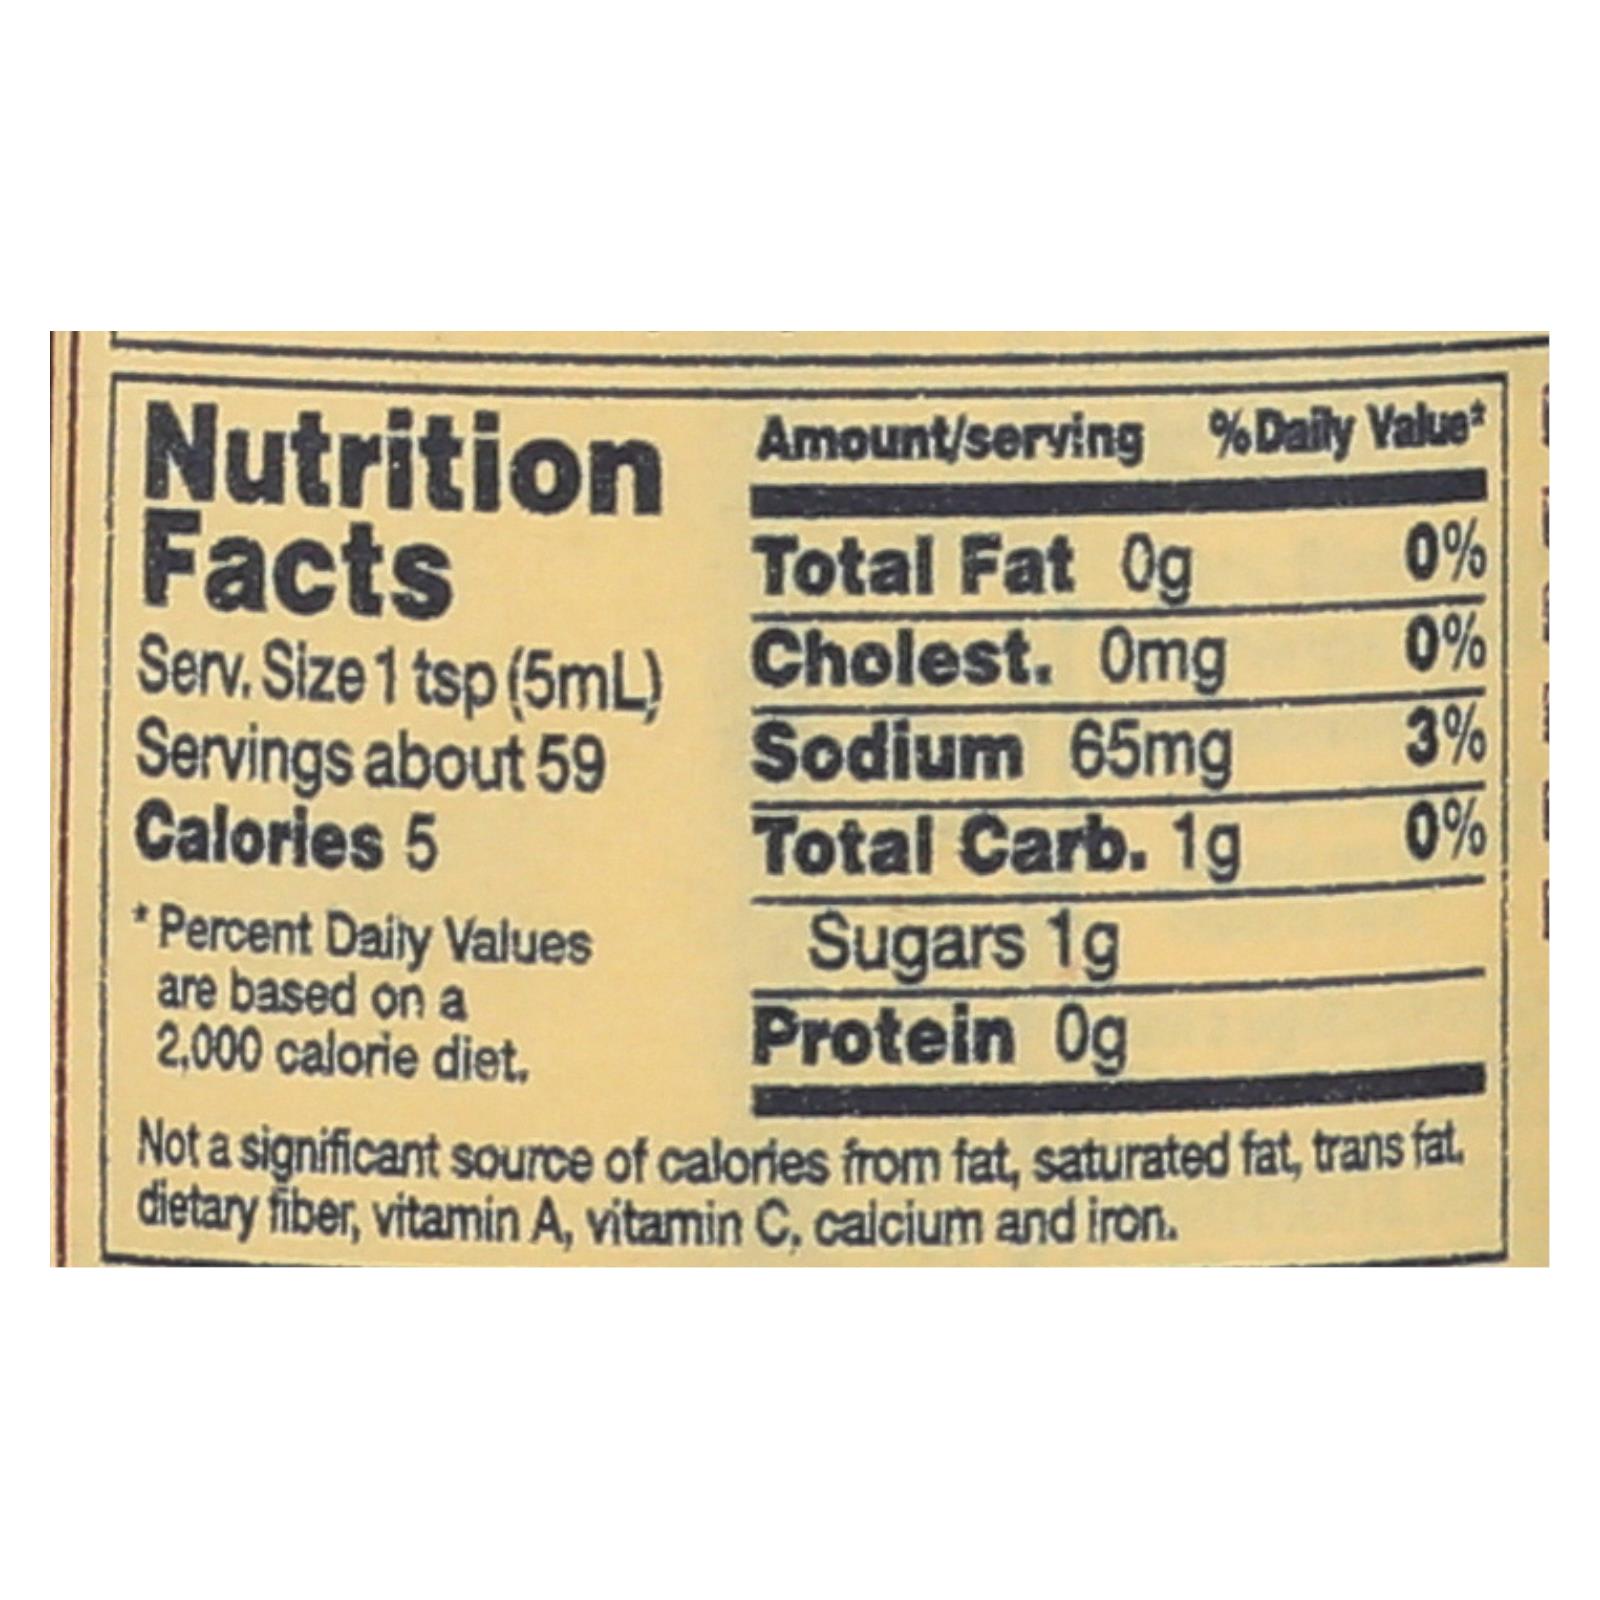 Nutrition
Facts
Serv. Size 1 tsp (5mL)
Servings about 59
Calories 5
* Percent Daily Values
are based on a
2,000 calorie diet.
Amount/serving % Daily Value*
Total Fat 0g 0%
Cholest. 0mg 0%
Sodium 65mg 3%
Total Carb. 1g 0%
Sugars 1g
Protein 0g
Not a significant source of calories from fat, saturated fat, trans fat,
dietary fiber, vitamin A, vitamin C, calcium and iron.